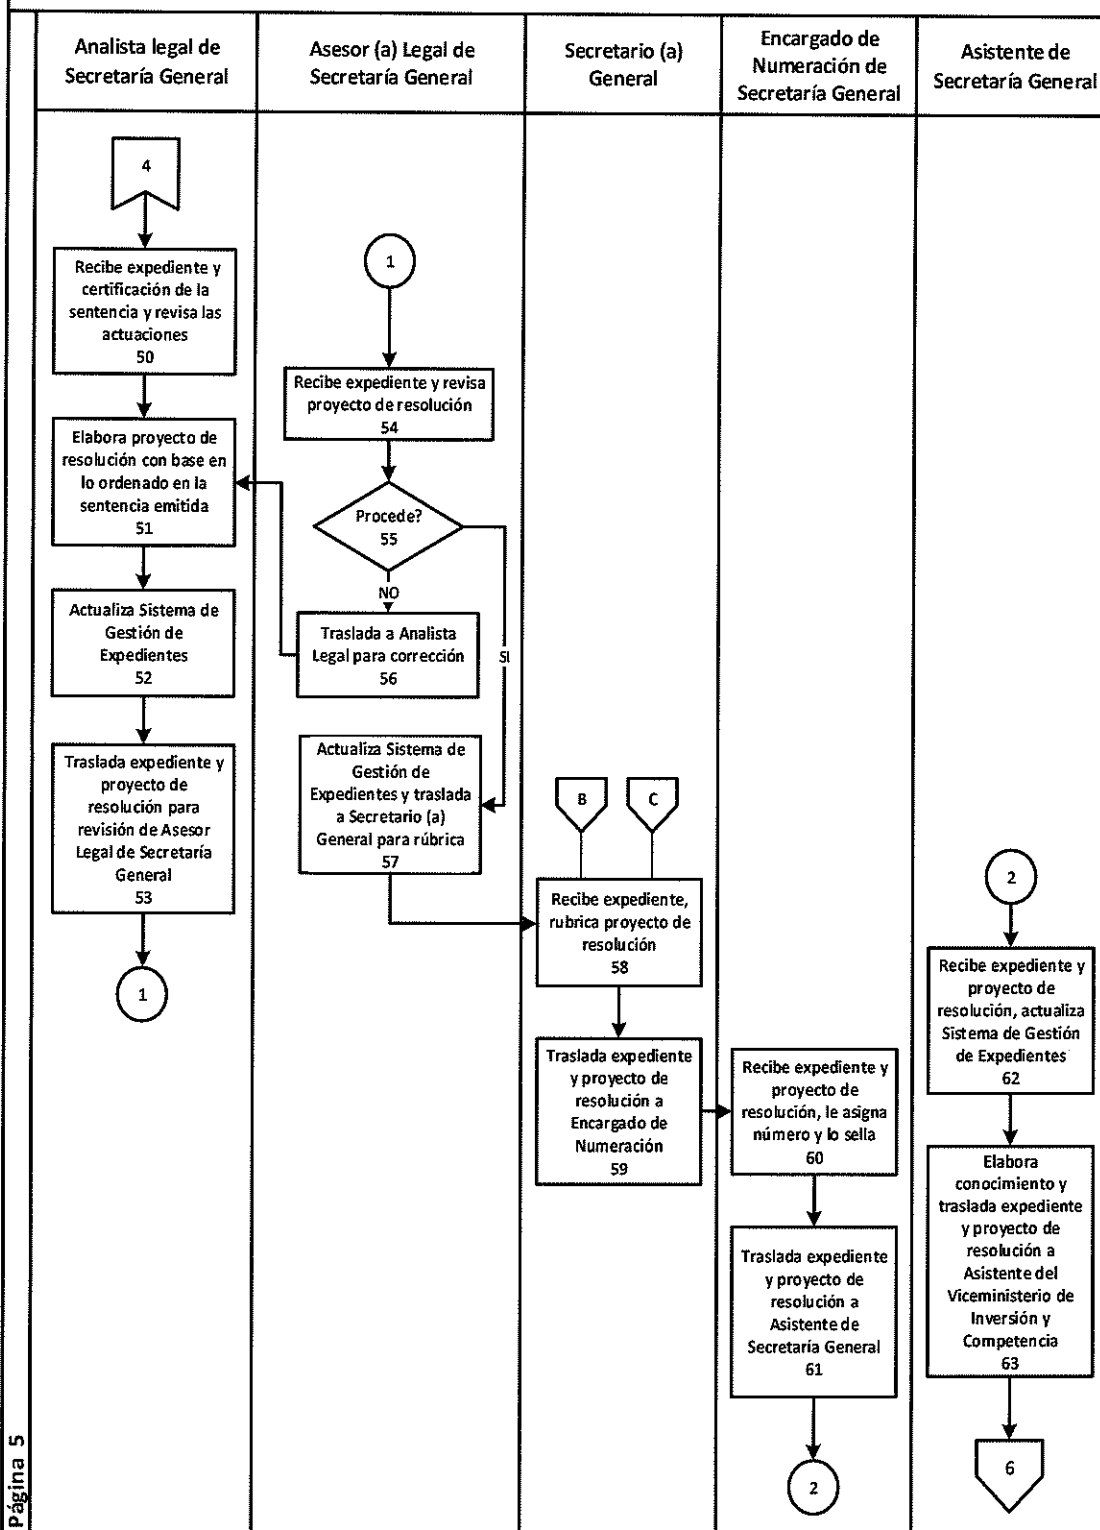 Analista legal de
Secretaría General
Asesor (a) Legal de
Secretaría General
Secretario (a)
General
Encargado de
Numeración de
Secretaría General
Asistente de
Secretaría General
4
Recibe expediente y
certificación de la
sentencia y revisa las
actuaciones
50
Elabora proyecto de
resolución con base en
lo ordenado en la
sentencia emitida
51
Actualiza Sistema de
Gestión de
Expedientes
52
Traslada expediente y
proyecto de
resolución para
revisión de Asesor
Legal de Secretaría
General
53
1
1
Recibe expediente y revisa
proyecto de resolución
54
Procede?
55
NO
SI
Traslada a Analista
Legal para corrección
56
Actualiza Sistema de
Gestión de
Expedientes y traslada
a Secretario (a)
General para rúbrica
57
B
C
Recibe expediente,
rubrica proyecto de
resolución
58
Traslada expediente
y proyecto de
resolución a
Encargado de
Numeración
59
Recibe expediente y
proyecto de
resolución, le asigna
número y lo sella
60
Traslada expediente
y proyecto de
resolución a
Asistente de
Secretaría General
61
2
2
Recibe expediente y
proyecto de
resolución, actualiza
Sistema de Gestión
de Expedientes
62
Elabora
conocimiento y
traslada expediente
y proyecto de
resolución a
Asistente del
Viceministerio de
Inversión y
Competencia
63
6
Página 5